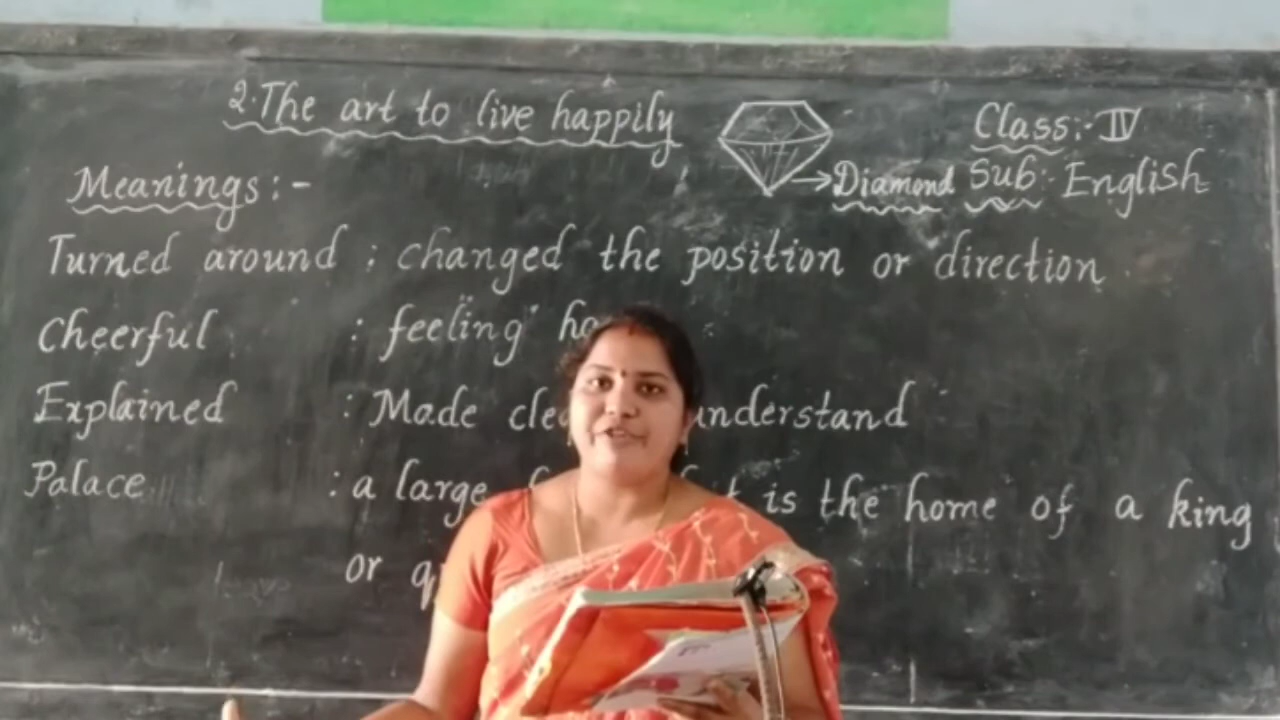 2. The art to live happily
Class:- IV
Diamond
Sub:- English
Meanings:-
Turned around : changed the position or direction
Cheerful : feeling
Explained : Made understand
Palace : a large is the home of a king
or